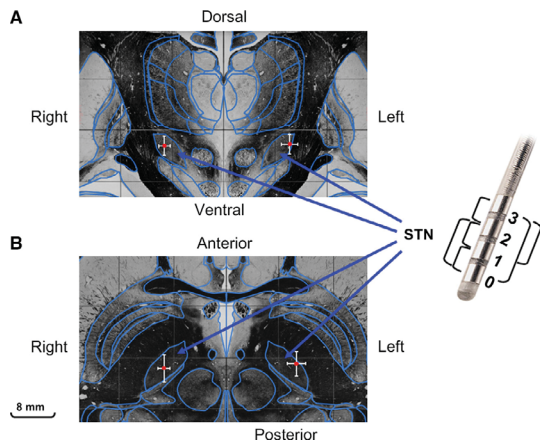 A
Dorsal
Right
Left
Ventral
STN
3
2
1
0
B
Anterior
Right
Left
8 mm
Posterior